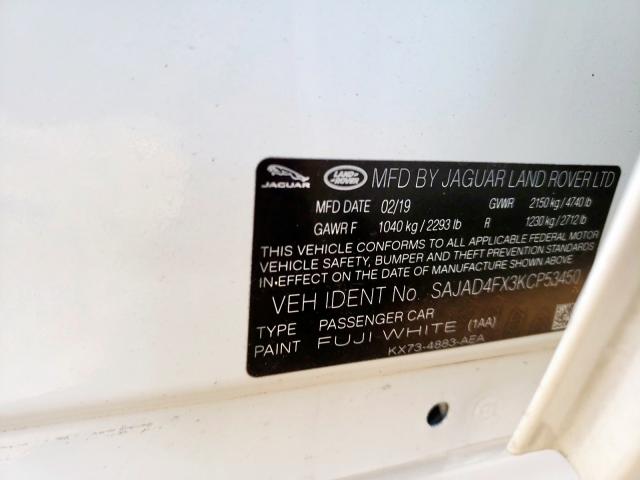 JAGUAR LAND ROVER MFD BY JAGUAR LAND ROVER LTD
MFD DATE 02/19 GVWR 2150 kg / 4740 lb
GAWR F 1040 kg / 2293 lb R 1230 kg / 2712 lb
THIS VEHICLE CONFORMS TO ALL APPLICABLE FEDERAL MOTOR
VEHICLE SAFETY, BUMPER AND THEFT PREVENTION STANDARDS
IN•EFFECT ON THE DATE OF MANUFACTURE SHOWN ABOVE
VEH IDENT No. SAJAD4FX3KCP53450
TYPE PASSENGER CAR
PAINT FUJI WHITE (1AA)
KX73-4883-AEA